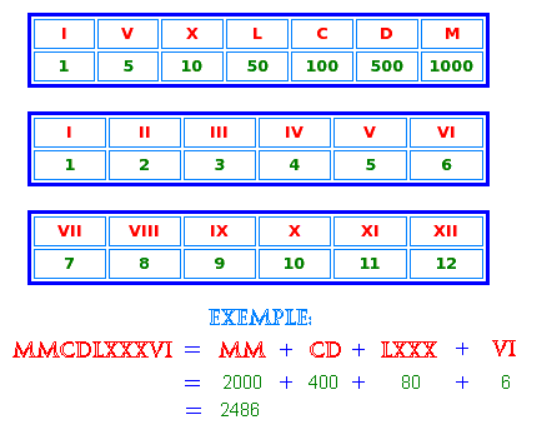 I V X L C D M
1 5 10 50 100 500 1000
I II III IV V VI
1 2 3 4 5 6
VII VIII IX X XI XII
7 8 9 10 11 12
EXEMPLE:
MMCDLXXXVI = MM + CD + LXXX + VI
= 2000 + 400 + 80 + 6
= 2486